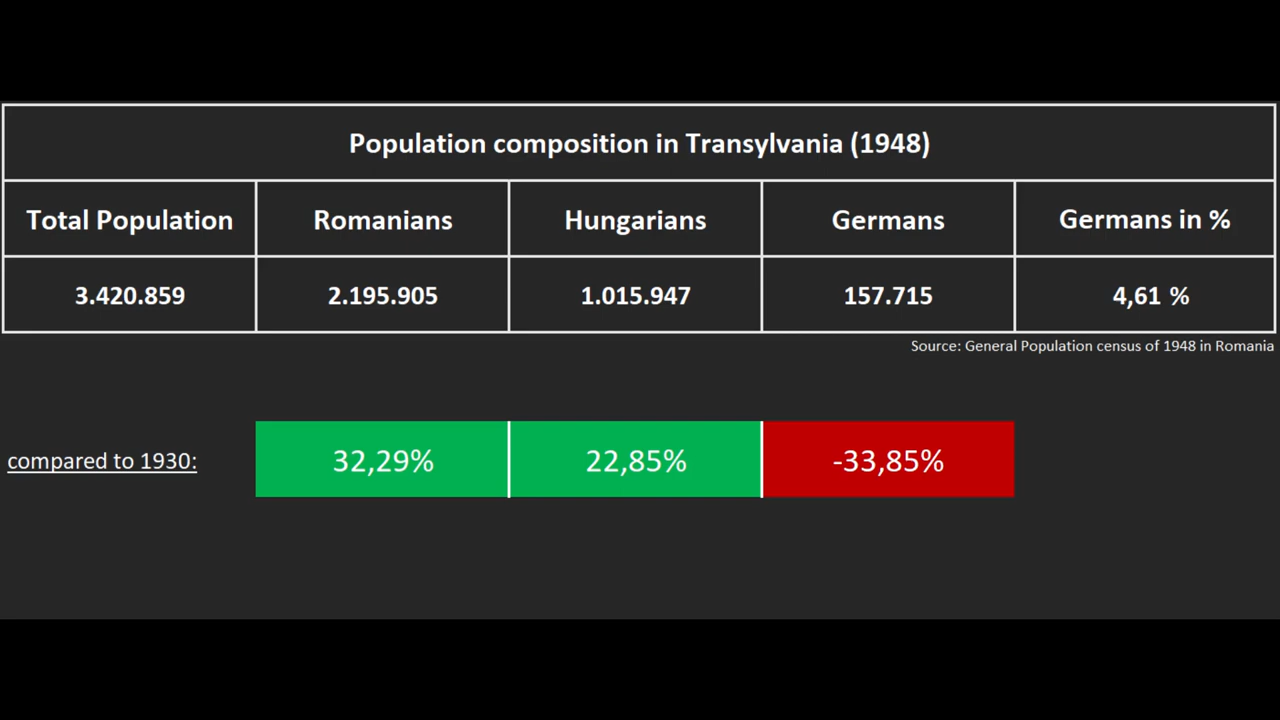 Population composition in Transylvania (1948)
Total Population Romanians Hungarians Germans Germans in %
3.420.859 2.195.905 1.015.947 157.715 4,61 %
Source: General Population census of 1948 in Romania
compared to 1930: 32,29% 22,85% -33,85%